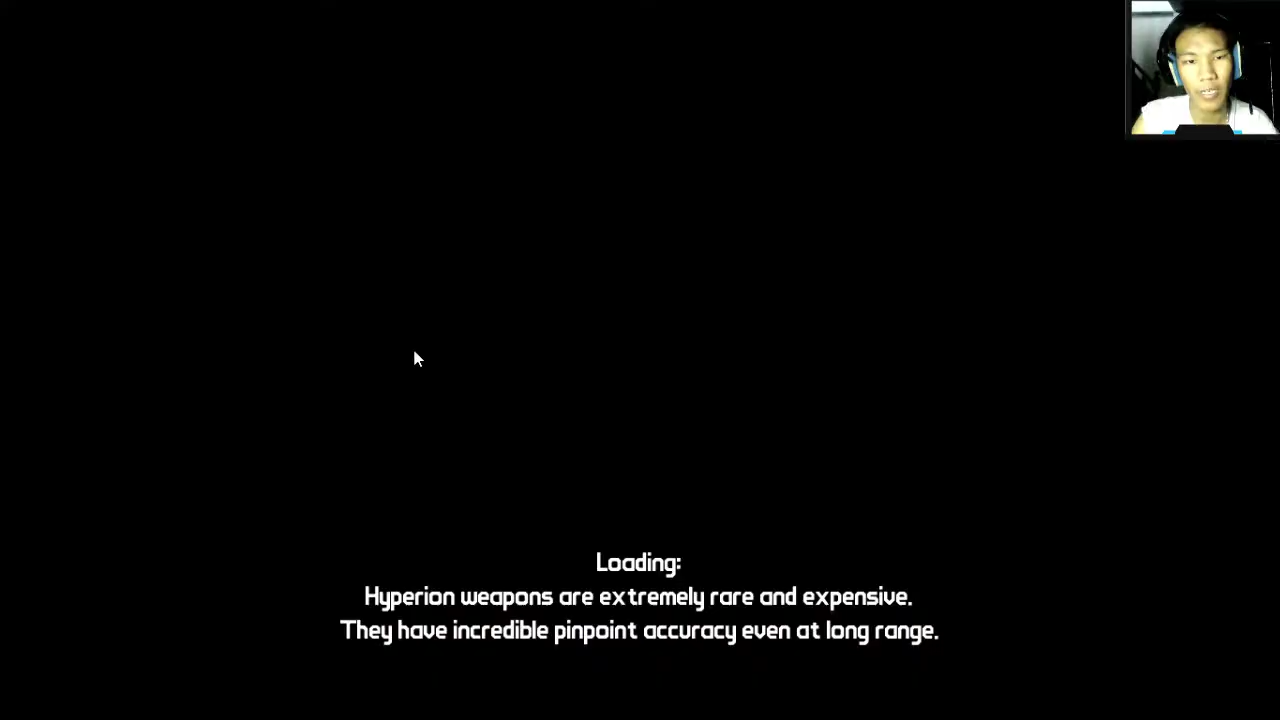 Loading:
Hyperion weapons are extremely rare and expensive.
They have incredible pinpoint accuracy even at long range.